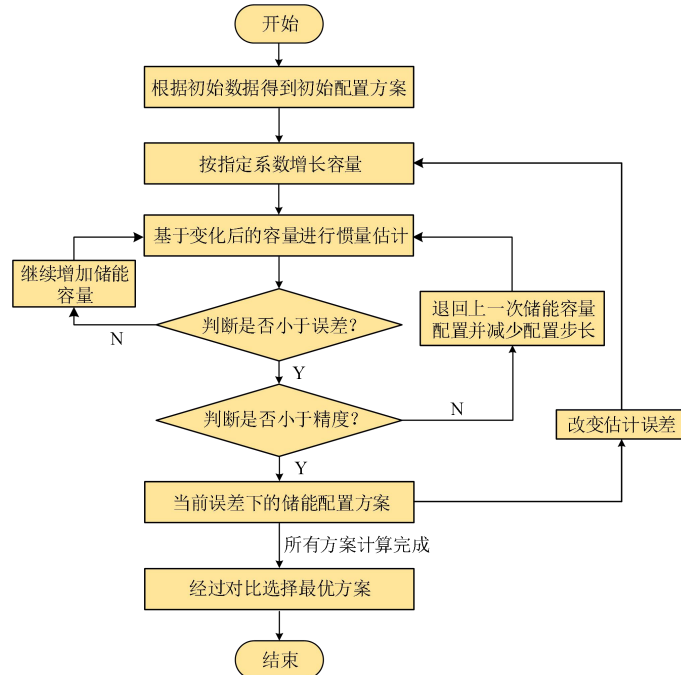 开始
根据初始数据得到初始配置方案
按指定系数增长容量
基于变化后的容量进行惯量估计
继续增加储能
容量
退回上一次储能容量
配置并减少配置步长
判断是否小于误差?
N
Y
判断是否小于精度?
N
改变估计误差
Y
当前误差下的储能配置方案
所有方案计算完成
经过对比选择最优方案
结束